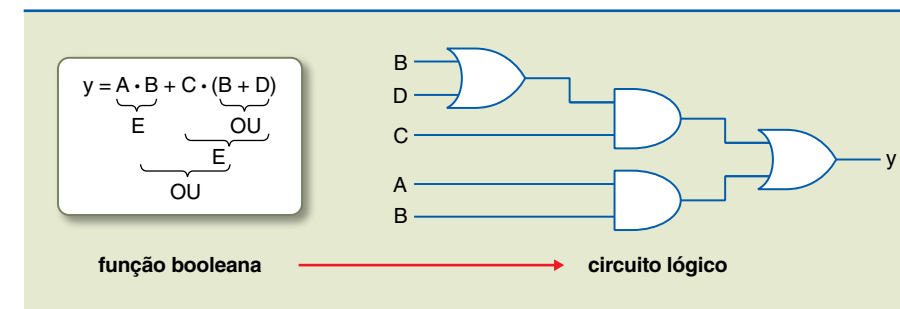 y = A • B + C • (B + D)
E
OU
E
OU
B
D
C
A
B
y
função booleana
circuito lógico